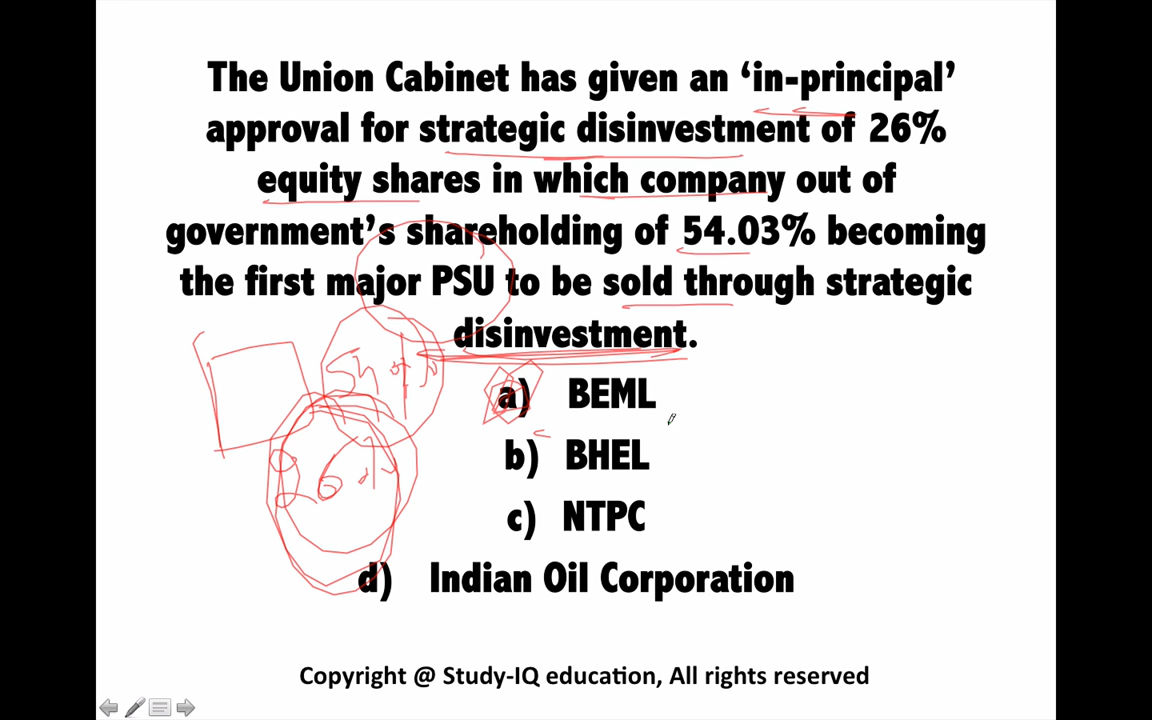 The Union Cabinet has given an ‘in-principal’
approval for strategic disinvestment of 26%
equity shares in which company out of
government’s shareholding of 54.03% becoming
the first major PSU to be sold through strategic
disinvestment.
a) BEML
b) BHEL
c) NTPC
d) Indian Oil Corporation
Copyright @ Study-IQ education, All rights reserved